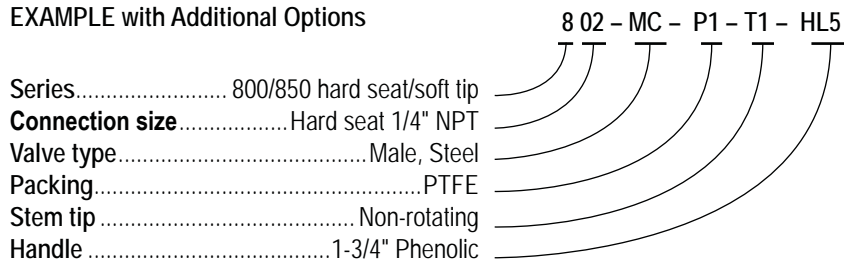 EXAMPLE with Additional Options
8 02 – MC – P1 – T1 – HL5
Series......................... 800/850 hard seat/soft tip
Connection size..................Hard seat 1/4" NPT
Valve type.........................................Male, Steel
Packing......................................................PTFE
Stem tip .......................................... Non-rotating
Handle ........................................1-3/4" Phenolic